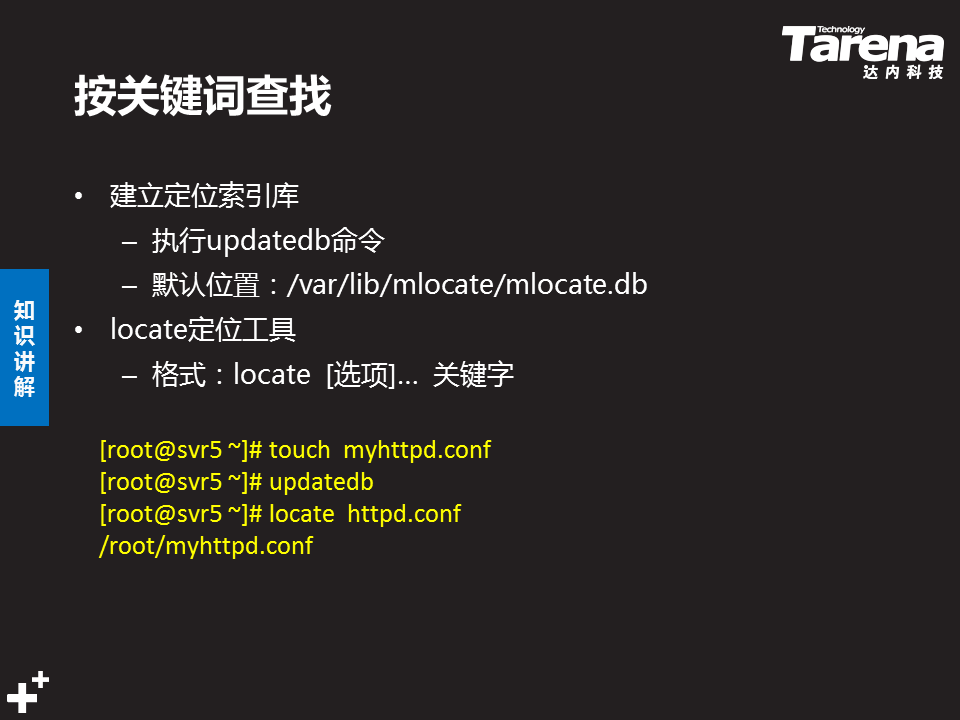 Technology
Tarena
达内科技
按关键词查找
• 建立定位索引库
– 执行updatedb命令
– 默认位置：/var/lib/mlocate/mlocate.db
• locate定位工具
– 格式：locate [选项]... 关键字
知识讲解
[root@svr5 ~]# touch  myhttpd.conf
[root@svr5 ~]# updatedb
[root@svr5 ~]# locate  httpd.conf
/root/myhttpd.conf